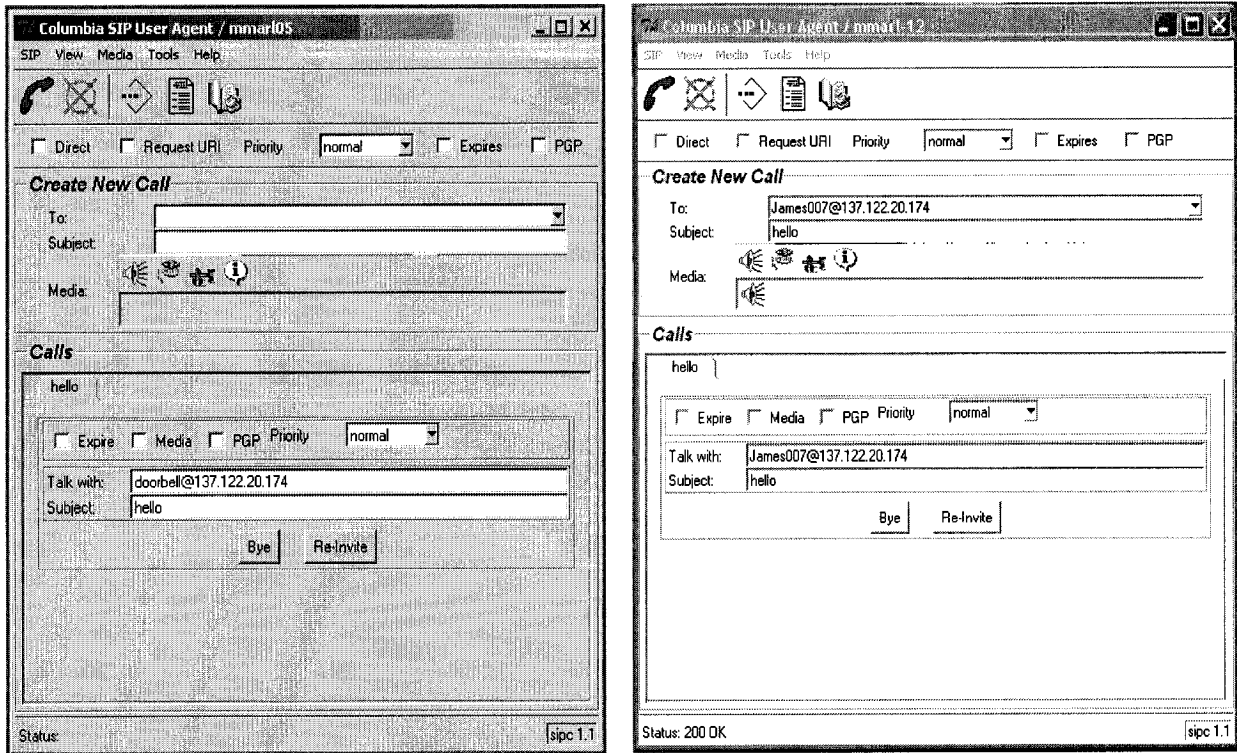 Columbia SIP User Agent / mmarl05
SIP View Media Tools Help
Direct Request URI Priority normal Expires PGP
Create New Call
To:
Subject:
Media:
Calls
hello
Expire Media PGP Priority normal
Talk with: doorbell@137.122.20.174
Subject: hello
Bye Re-Invite
Status: sipc 1.1
Columbia SIP User Agent / mmarl-12
SIP View Media Tools Help
Direct Request URI Priority normal Expires PGP
Create New Call
To: James007@137.122.20.174
Subject: hello
Media:
Calls
hello
Expire Media PGP Priority normal
Talk with: James007@137.122.20.174
Subject: hello
Bye Re-Invite
Status: 200 OK sipc 1.1